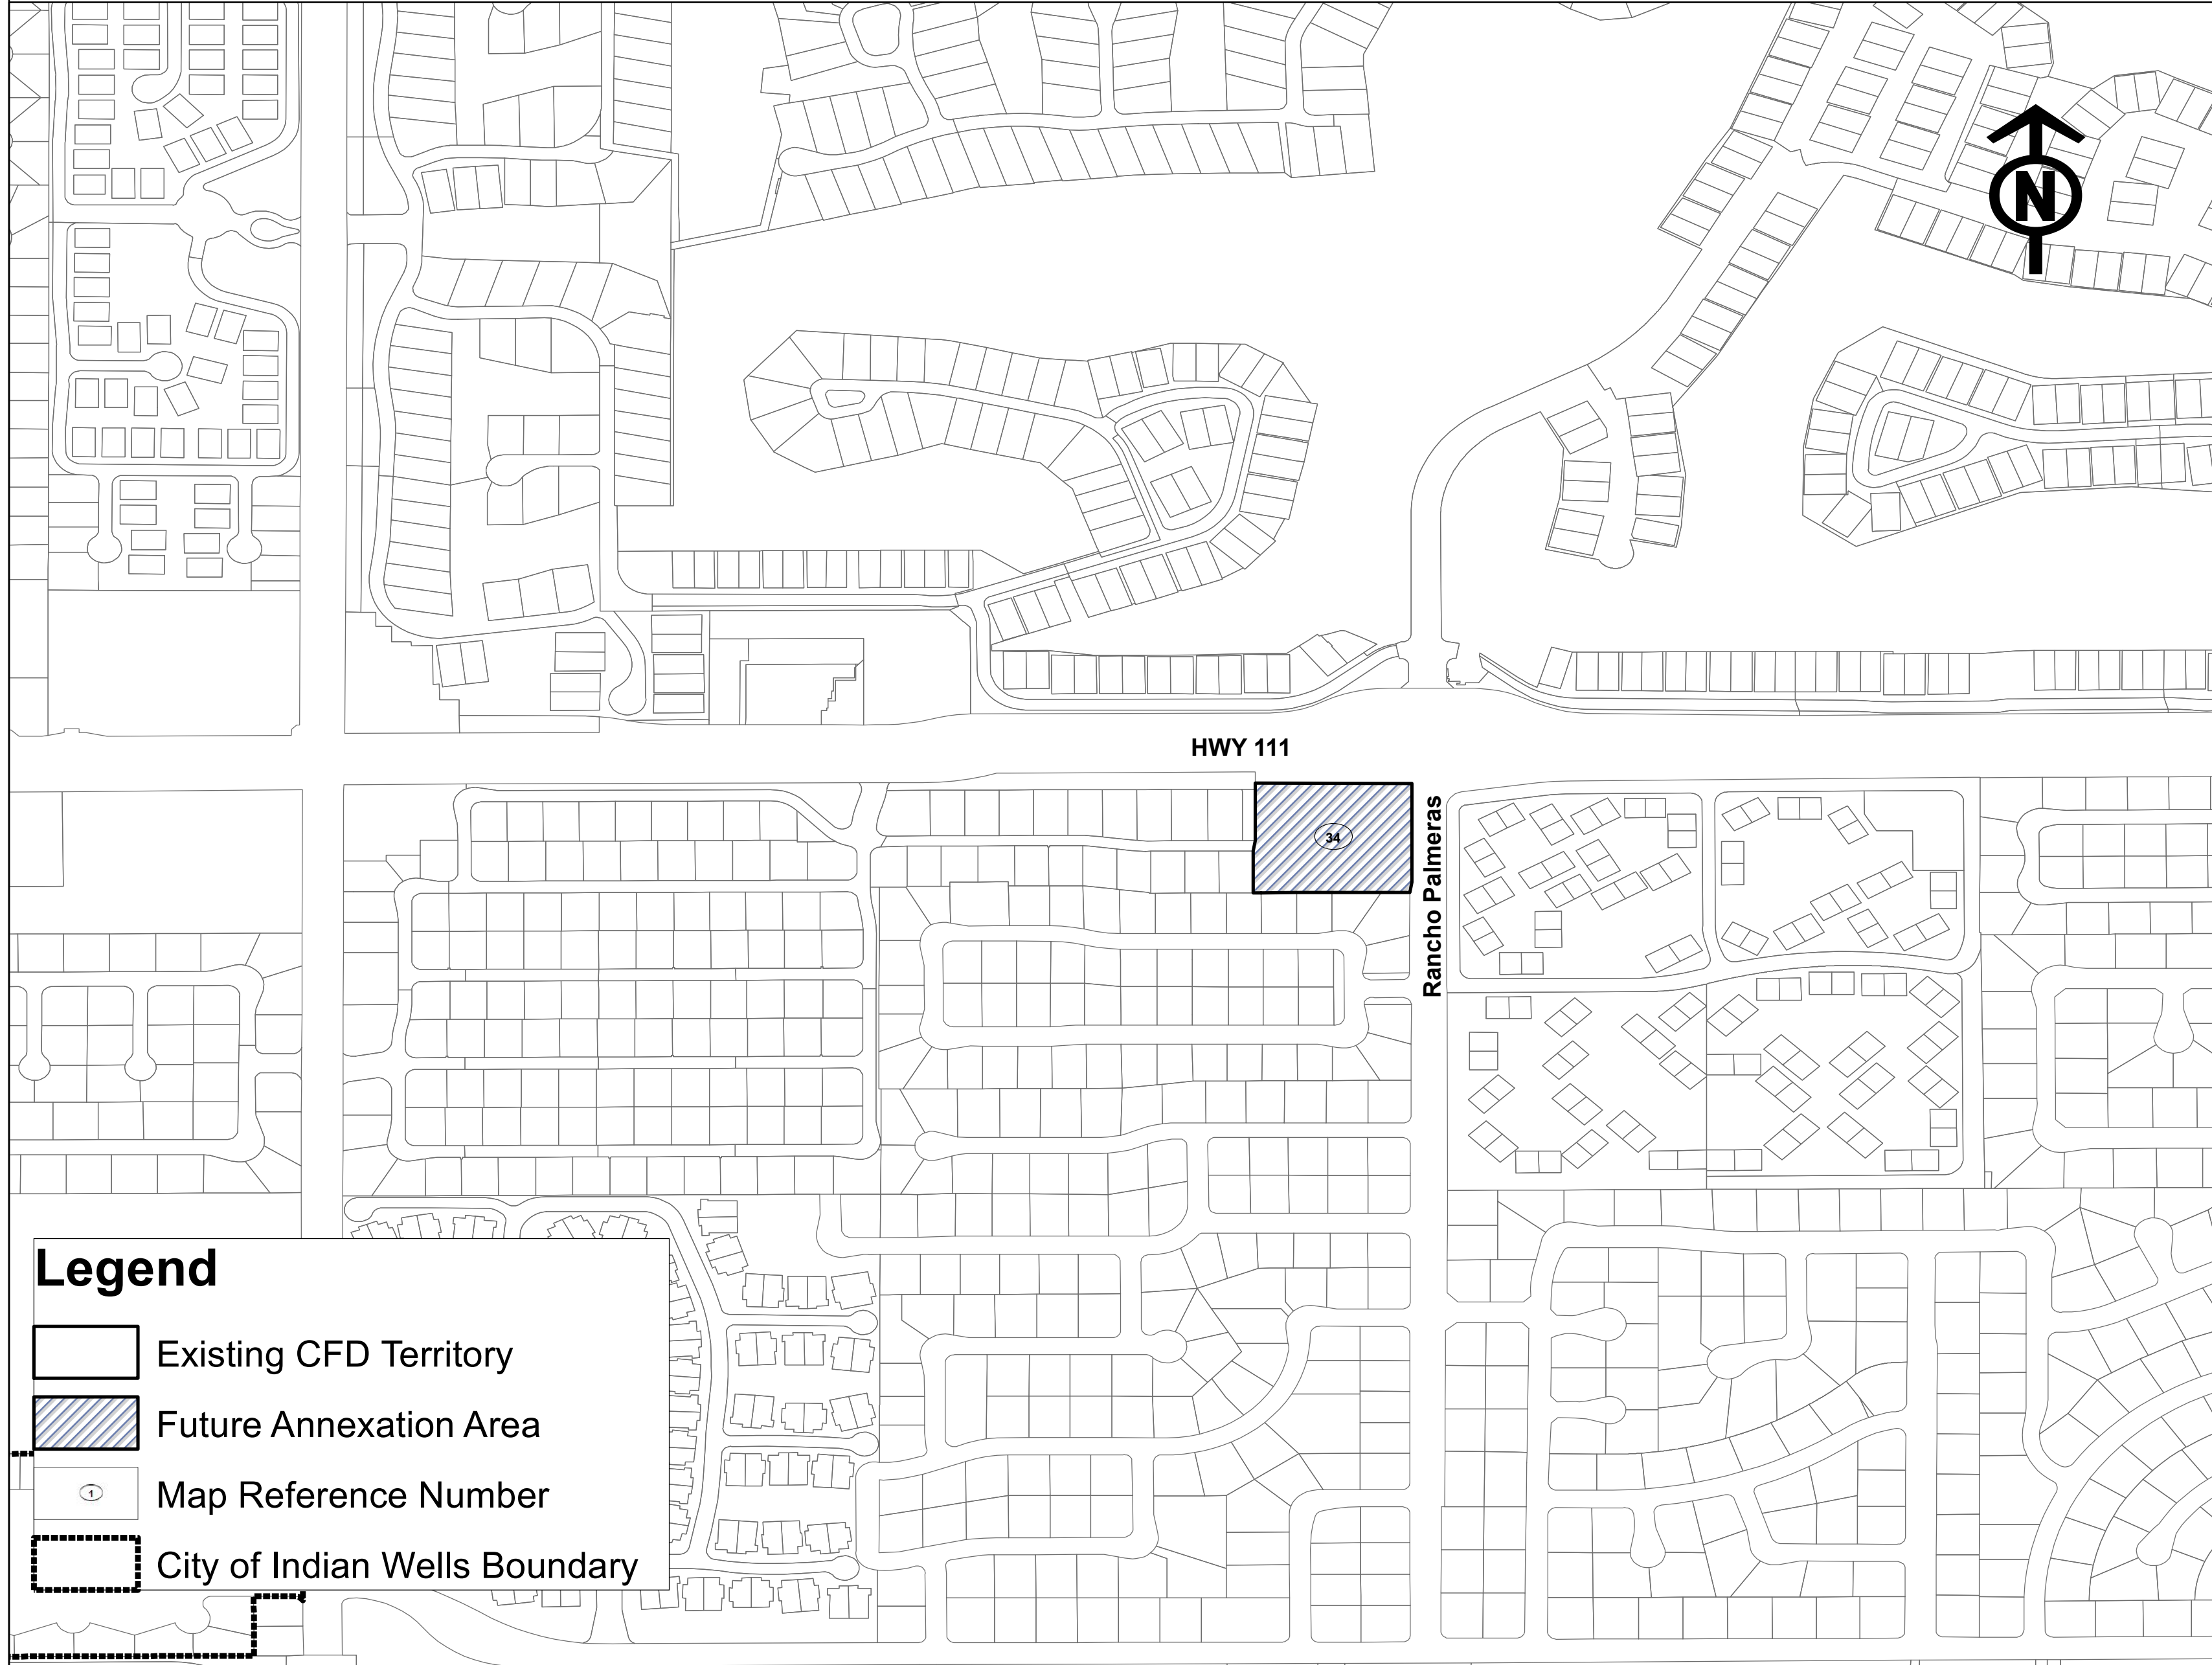 N
HWY 111
34
Rancho Palmeras
Legend
Existing CFD Territory
Future Annexation Area
1
Map Reference Number
City of Indian Wells Boundary